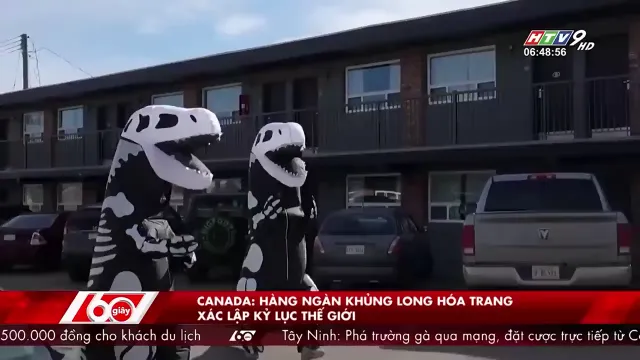 HTV9 HD
06:48:56
60 giây
CANADA: HÀNG NGÀN KHỦNG LONG HÓA TRANG
XÁC LẬP KỶ LỤC THẾ GIỚI
500.000 đồng cho khách du lịch Tây Ninh: Phá trường gà qua mạng, đặt cược trực tiếp từ C